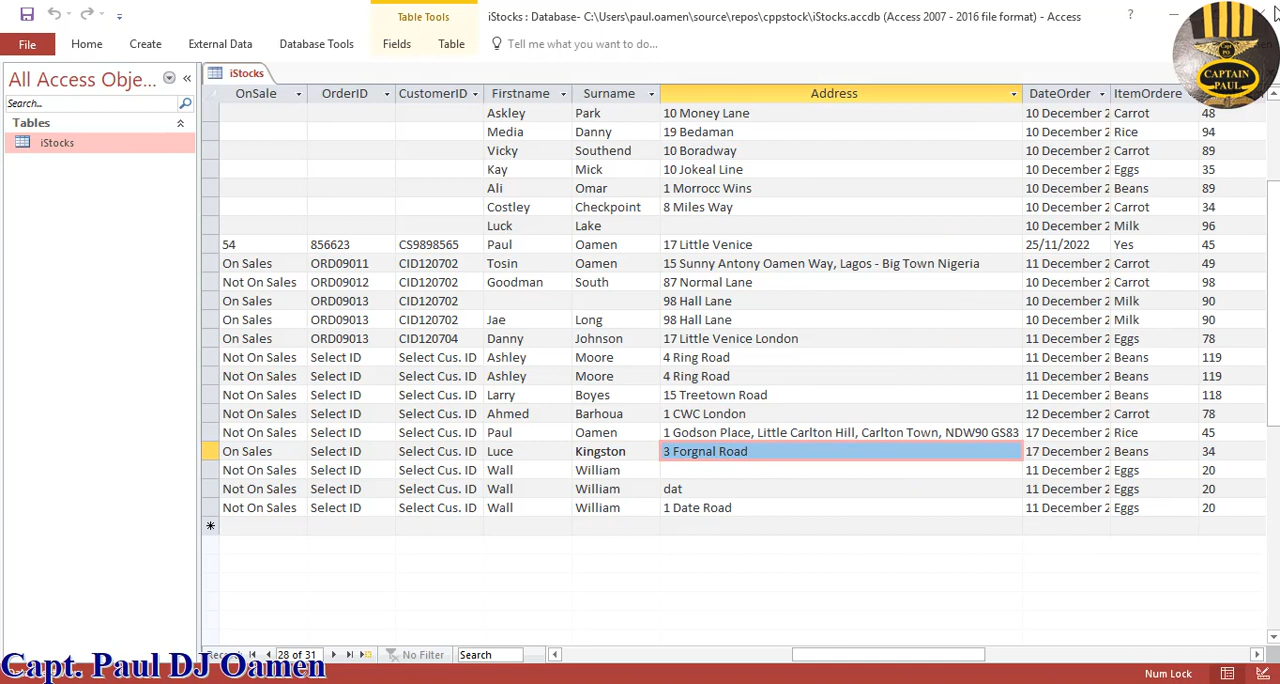 Table Tools
iStocks : Database- C:\Users\paul.oamen\source\repos\cppstock\iStocks.accdb (Access 2007 - 2016 file format) - Access
?
File Home Create External Data Database Tools Fields Table Tell me what you want to do...
CAPTAIN
PAUL
All Access Obje... «
Search...
Tables
iStocks
iStocks
OnSale OrderID CustomerID Firstname Surname Address DateOrder ItemOrdere
Askley Park 10 Money Lane 10 December 2 Carrot 48
Media Danny 19 Bedaman 10 December 2 Rice 94
Vicky Southend 10 Boradway 10 December 2 Carrot 89
Kay Mick 10 Jokeal Line 10 December 2 Eggs 35
Ali Omar 1 Morrocc Wins 10 December 2 Beans 89
Costley Checkpoint 8 Miles Way 10 December 2 Carrot 34
Luck Lake 10 December 2 Milk 96
54 856623 CS9898565 Paul Oamen 17 Little Venice 25/11/2022 Yes 45
On Sales ORD09011 CID120702 Tosin Oamen 15 Sunny Antony Oamen Way, Lagos - Big Town Nigeria 11 December 2 Carrot 49
Not On Sales ORD09012 CID120702 Goodman South 87 Normal Lane 11 December 2 Carrot 98
On Sales ORD09013 CID120702 98 Hall Lane 10 December 2 Milk 90
On Sales ORD09013 CID120702 Jae Long 98 Hall Lane 10 December 2 Milk 90
On Sales ORD09013 CID120704 Danny Johnson 17 Little Venice London 11 December 2 Eggs 78
Not On Sales Select ID Select Cus. ID Ashley Moore 4 Ring Road 11 December 2 Beans 119
Not On Sales Select ID Select Cus. ID Ashley Moore 4 Ring Road 11 December 2 Beans 119
Not On Sales Select ID Select Cus. ID Larry Boyes 15 Treetown Road 11 December 2 Beans 118
Not On Sales Select ID Select Cus. ID Ahmed Barhoua 1 CWC London 12 December 2 Carrot 78
Not On Sales Select ID Select Cus. ID Paul Oamen 1 Godson Place, Little Carlton Hill, Carlton Town, NDW90 GS83 17 December 2 Rice 45
On Sales Select ID Select Cus. ID Luce Kingston 3 Forgnal Road 17 December 2 Beans 34
Not On Sales Select ID Select Cus. ID Wall William 11 December 2 Eggs 20
Not On Sales Select ID Select Cus. ID Wall William dat 11 December 2 Eggs 20
Not On Sales Select ID Select Cus. ID Wall William 1 Date Road 11 December 2 Eggs 20
28 of 31 No Filter Search
Capt. Paul DJ Oamen
Num Lock